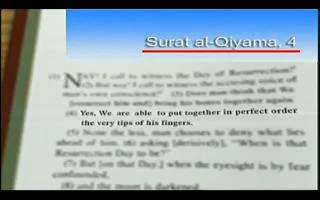 Surat al-Qiyama, 4
(1) NAY! I call to witness the Day of Resurrection!
(2) But nay! I call to witness the accusing voice of
man's own conscience! (3) Does man think that We
[resurrect him and] bring his bones together again
(4) Yes, We are able to put together in perfect order
the very tips of his fingers.
(5) None the less, man chooses to deny what lies
ahead of him. (6) asking [derisively], "When is that
Resurrection Day to be?"
(7) But [on that Day,] when the eyesight is by fear
confounded,
(8) and the moon is darkened